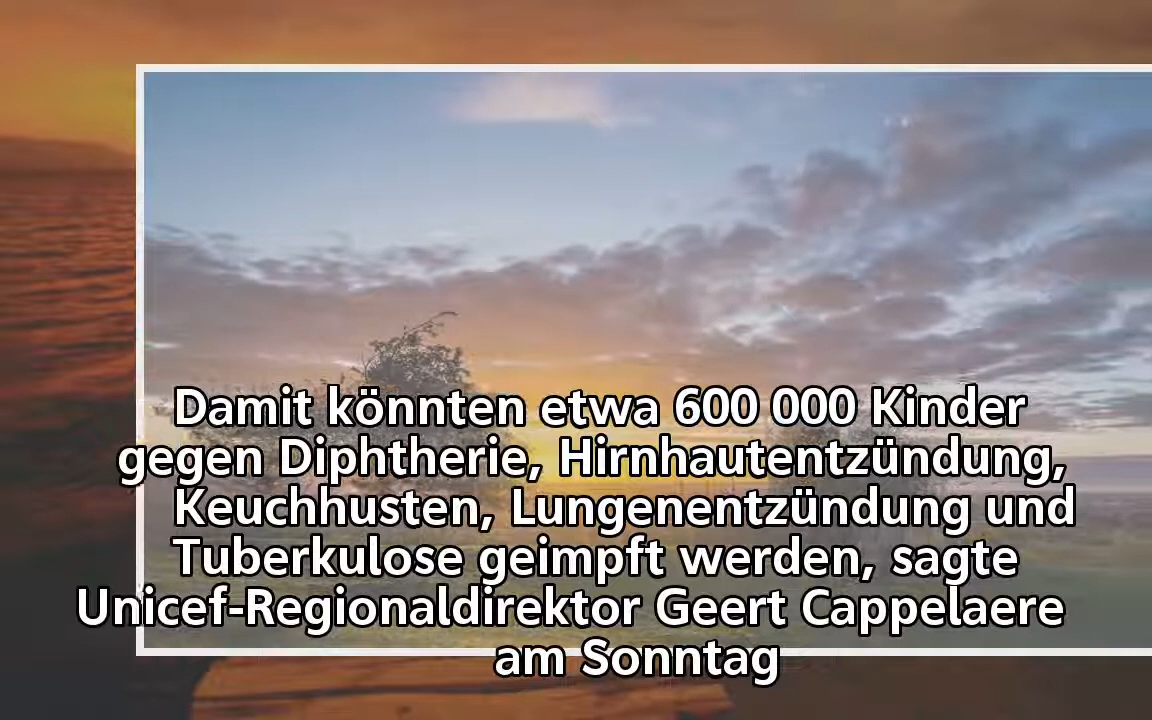 Damit könnten etwa 600 000 Kinder
gegen Diphtherie, Hirnhautentzündung,
Keuchhusten, Lungenentzündung und
Tuberkulose geimpft werden, sagte
Unicef-Regionaldirektor Geert Cappelaere
am Sonntag